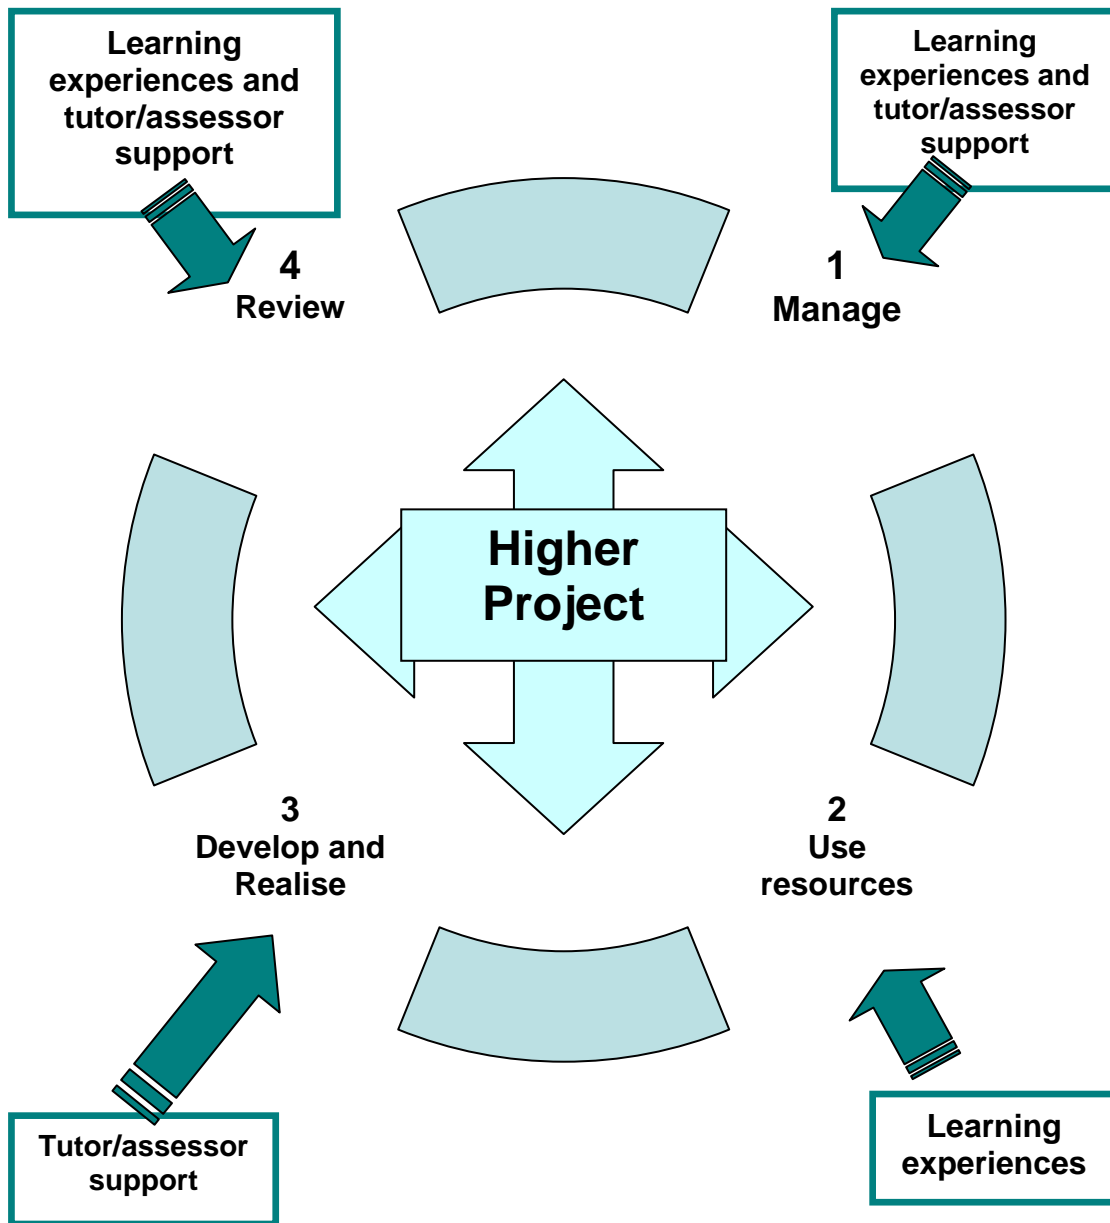 Learning
experiences and
tutor/assessor
support
Learning
experiences and
tutor/assessor
support
4
Review
1
Manage
Higher
Project
3
Develop and
Realise
2
Use
resources
Tutor/assessor
support
Learning
experiences